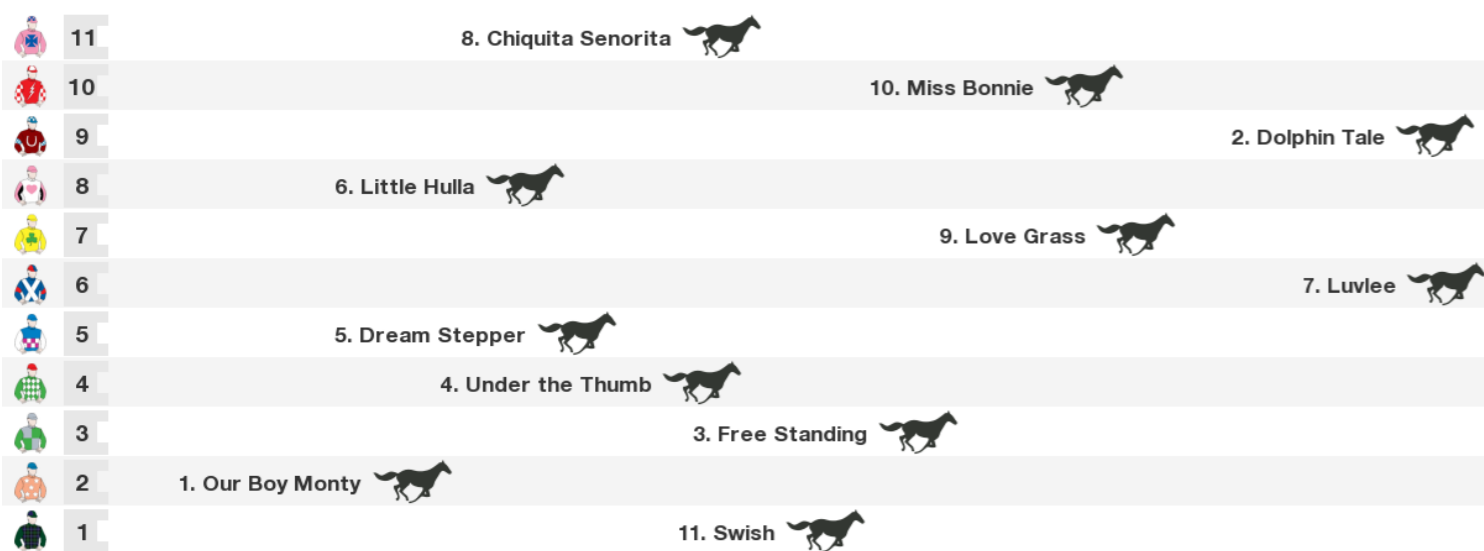 11 8. Chiquita Senorita
10 10. Miss Bonnie
9 2. Dolphin Tale
8 6. Little Hulla
7 9. Love Grass
6 7. Luvlee
5 5. Dream Stepper
4 4. Under the Thumb
3 3. Free Standing
2 1. Our Boy Monty
1 11. Swish